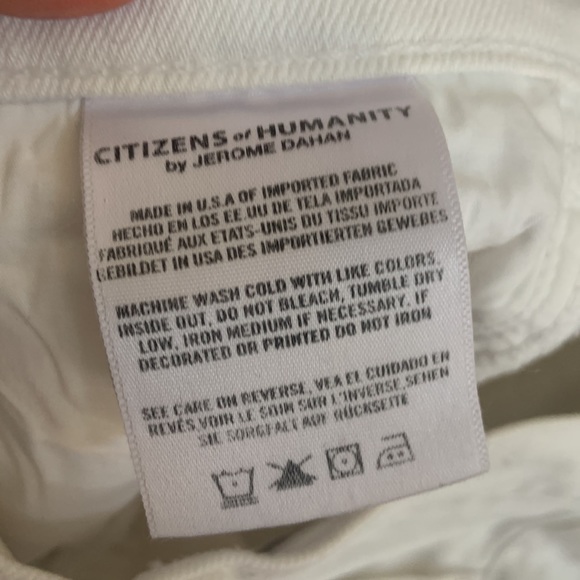 CITIZENS of HUMANITY
by JEROME DAHAN
MADE IN U.S.A OF IMPORTED FABRIC
HECHO EN LOS EE.UU DE TELA IMPORTADA
FABRIQUÉ AUX ETATS-UNIS DU TISSU IMPORTE
GEBILDET IN USA DES IMPORTIERTEN GEWEBES
MACHINE WASH COLD WITH LIKE COLORS,
INSIDE OUT, DO NOT BLEACH, TUMBLE DRY
LOW, IRON MEDIUM IF NECESSARY. IF
DECORATED OR PRINTED DO NOT IRON
SEE CARE ON REVERSE. VEA EL CUIDADO EN
REVÉS.VOIR LE SOIN SUR L'INVERSE.SEHEN
SIE SORGFALT AUF RÜCKSEITE